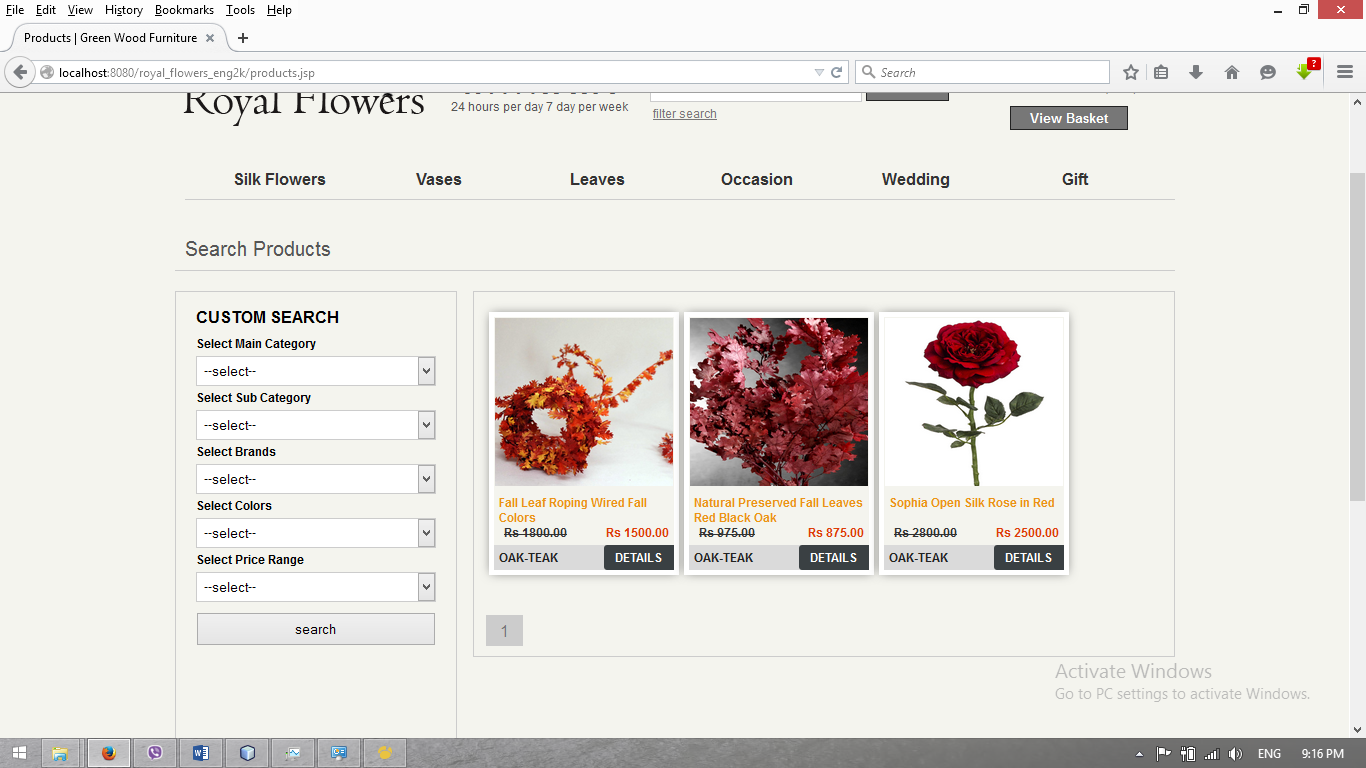 File Edit View History Bookmarks Tools Help
Products | Green Wood Furniture
localhost:8080/royal_flowers_eng2k/products.jsp
Search
?
Royal Flowers
24 hours per day 7 day per week
filter search
View Basket
Silk Flowers Vases Leaves Occasion Wedding Gift
Search Products
CUSTOM SEARCH
Select Main Category
--select--
Select Sub Category
--select--
Select Brands
--select--
Select Colors
--select--
Select Price Range
--select--
search
Fall Leaf Roping Wired Fall
Colors
Rs 1800.00 Rs 1500.00
OAK-TEAK DETAILS
Natural Preserved Fall Leaves
Red Black Oak
Rs 975.00 Rs 875.00
OAK-TEAK DETAILS
Sophia Open Silk Rose in Red
Rs 2800.00 Rs 2500.00
OAK-TEAK DETAILS
1
Activate Windows
Go to PC settings to activate Windows.
ENG 9:16 PM